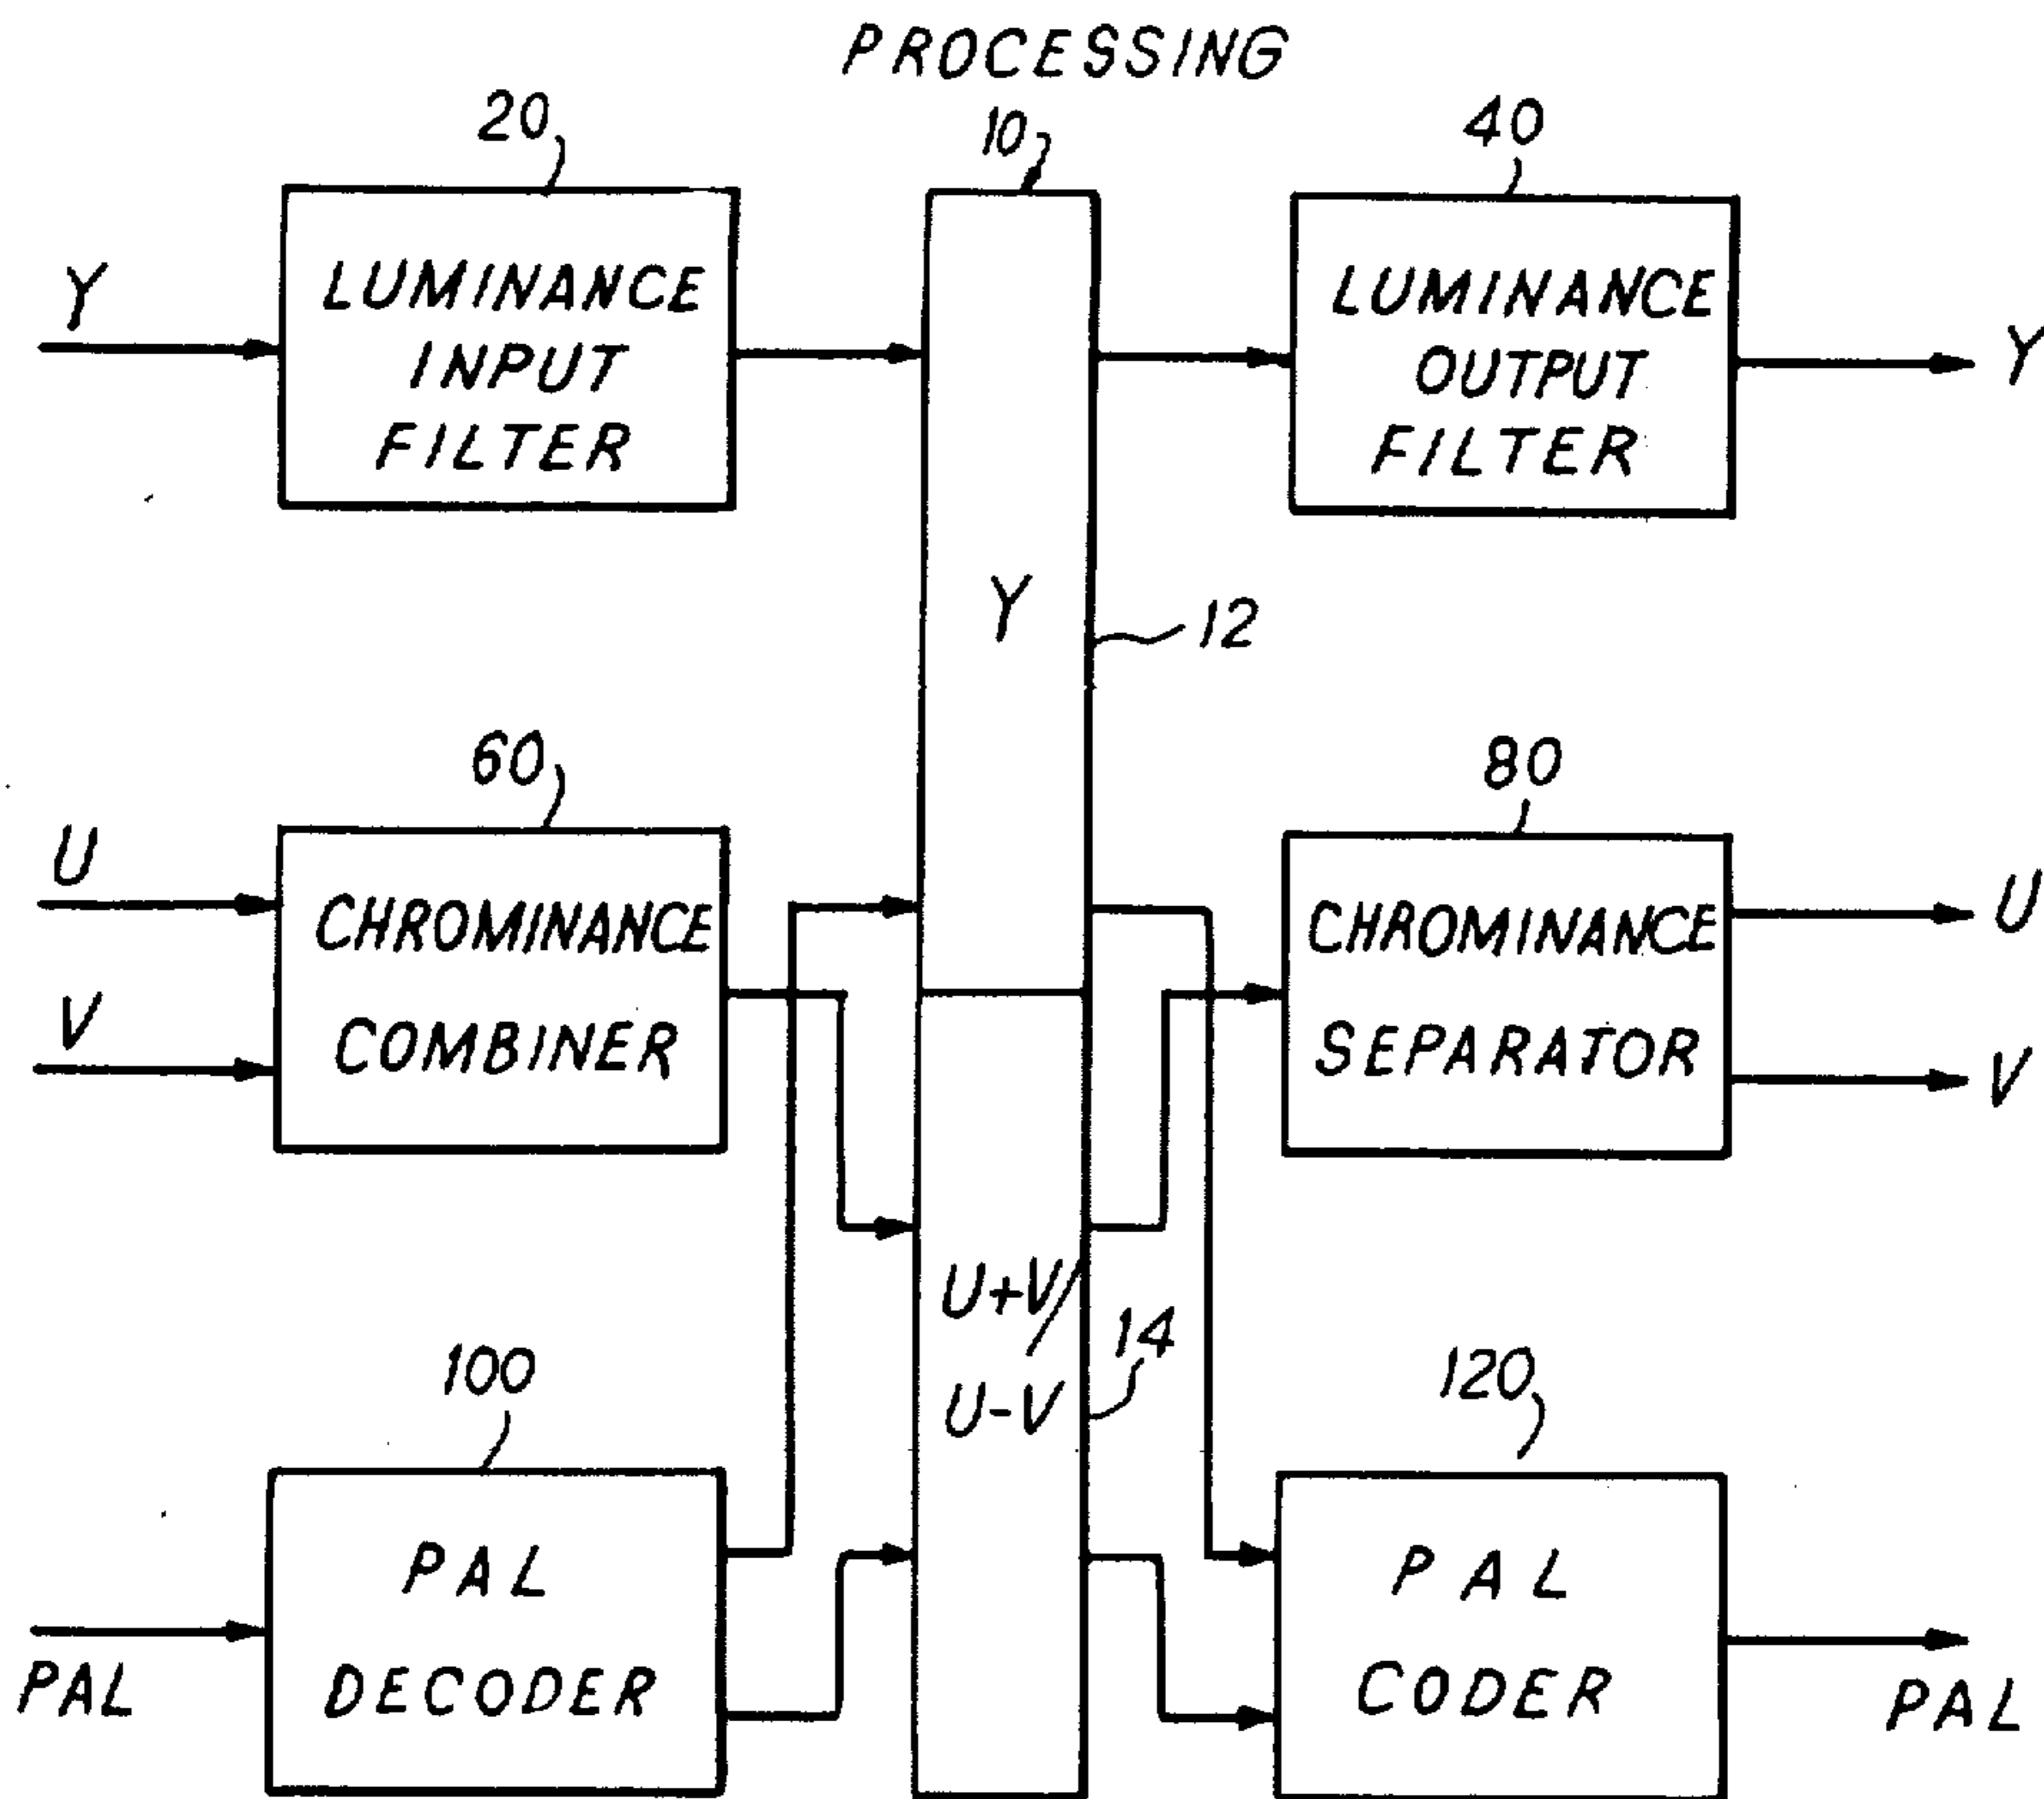 PROCESSING
20
10
40
Y
LUMINANCE
INPUT
FILTER
LUMINANCE
OUTPUT
FILTER
Y
Y
12
60
80
U
V
CHROMINANCE
COMBINER
CHROMINANCE
SEPARATOR
U
V
U+V/
U-V
14
100
120
PAL
DECODER
PAL
CODER
PAL
PAL